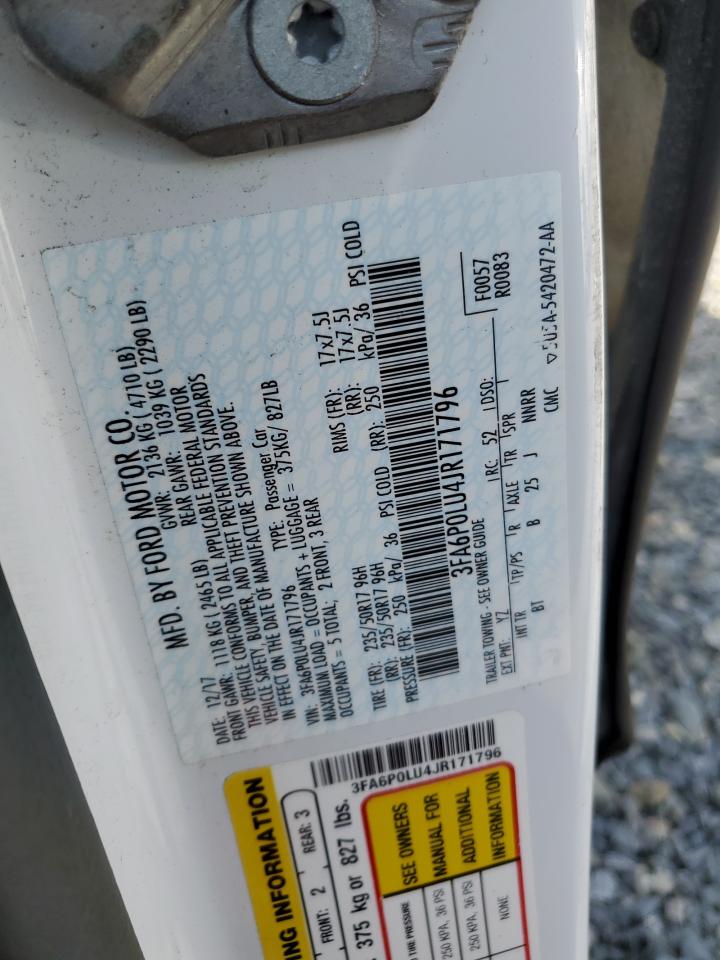 MFD. BY FORD MOTOR CO.
DATE: 12/17 GVWR: 2136 KG ( 4710 LB)
FRONT GAWR: 1118 KG ( 2465 LB) REAR GAWR: 1039 KG ( 2290 LB)
THIS VEHICLE CONFORMS TO ALL APPLICABLE FEDERAL MOTOR
VEHICLE SAFETY, BUMPER, AND THEFT PREVENTION STANDARDS
IN EFFECT ON THE DATE OF MANUFACTURE SHOWN ABOVE.
VIN: 3FA6P0LU4JR171796 TYPE: Passenger Car
MAXIMUM LOAD = OCCUPANTS + LUGGAGE = 375KG/ 827LB
OCCUPANTS = 5 TOTAL; 2 FRONT, 3 REAR
TIRE (FR): 235/50R17 96H RIMS (FR): 17x7.5J
(RR): 235/50R17 96H (RR): 17x7.5J
PRESSURE (FR): 250 kPa/ 36 PSI COLD (RR): 250 kPa/ 36 PSI COLD
3FA6P0LU4JR171796
TRAILER TOWING - SEE OWNER GUIDE
F0057
R0083
EXT PNT: YZ RC: 52 DSO:
INT TR TP/PS R AXLE TR SPR
BT B 25 J NNRR
CMC 5420472-AA
3FA6P0LU4JR171796
ING INFORMATION
FRONT: 2 REAR: 3
375 kg or 827 lbs.
TIRE PRESSURE SEE OWNERS
250 KPA, 36 PSI MANUAL FOR
250 KPA, 36 PSI ADDITIONAL
NONE INFORMATION